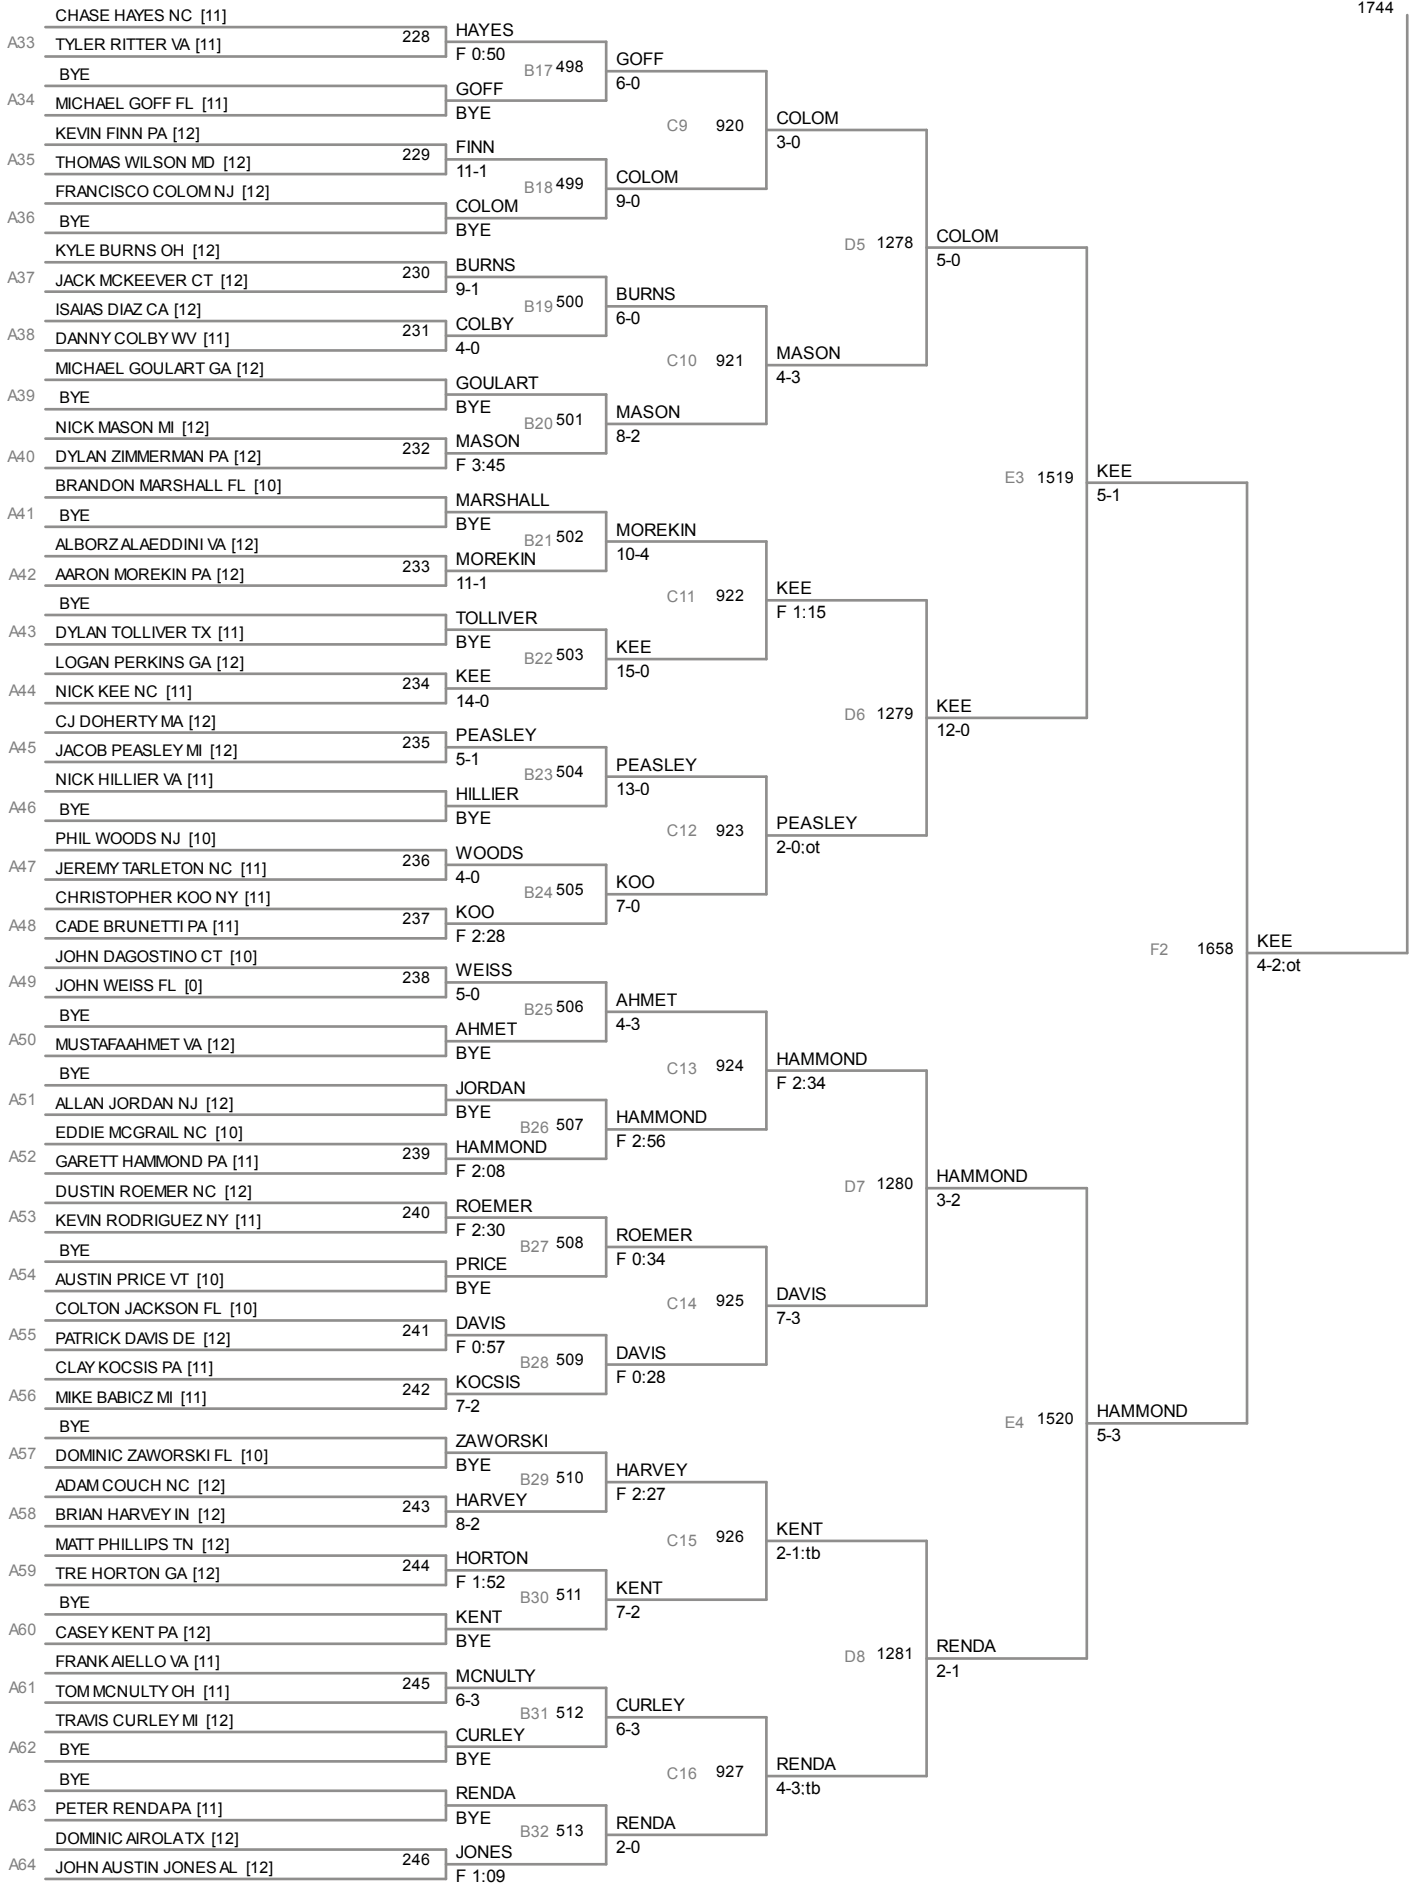 1744
CHASE HAYES NC [11]
A33
TYLER RITTER VA [11]
228
HAYES
F 0:50
BYE
A34
MICHAEL GOFF FL [11]
GOFF
BYE
B17 498
GOFF
6-0
KEVIN FINN PA [12]
A35
THOMAS WILSON MD [12]
229
FINN
11-1
FRANCISCO COLOM NJ [12]
A36
BYE
COLOM
BYE
B18 499
COLOM
9-0
C9 920
COLOM
3-0
KYLE BURNS OH [12]
A37
JACK MCKEEVER CT [12]
230
BURNS
9-1
ISAIAS DIAZ CA [12]
A38
DANNY COLBY WV [11]
231
COLBY
4-0
B19 500
BURNS
6-0
MICHAEL GOULART GA [12]
A39
BYE
GOULART
BYE
NICK MASON MI [12]
A40
DYLAN ZIMMERMAN PA [12]
232
MASON
F 3:45
B20 501
MASON
8-2
C10 921
MASON
4-3
D5 1278
COLOM
5-0
BRANDON MARSHALL FL [10]
A41
BYE
MARSHALL
BYE
ALBORZ ALAEDDINI VA [12]
A42
AARON MOREKIN PA [12]
233
MOREKIN
11-1
B21 502
MOREKIN
10-4
BYE
A43
DYLAN TOLLIVER TX [11]
TOLLIVER
BYE
LOGAN PERKINS GA [12]
A44
NICK KEE NC [11]
234
KEE
14-0
B22 503
KEE
15-0
C11 922
KEE
F 1:15
CJ DOHERTY MA [12]
A45
JACOB PEASLEY MI [12]
235
PEASLEY
5-1
NICK HILLIER VA [11]
A46
BYE
HILLIER
BYE
B23 504
PEASLEY
13-0
PHIL WOODS NJ [10]
A47
JEREMY TARLETON NC [11]
236
WOODS
4-0
CHRISTOPHER KOO NY [11]
A48
CADE BRUNETTI PA [11]
237
KOO
F 2:28
B24 505
KOO
7-0
C12 923
PEASLEY
2-0:ot
D6 1279
KEE
12-0
E3 1519
KEE
5-1
JOHN DAGOSTINO CT [10]
A49
JOHN WEISS FL [0]
238
WEISS
5-0
BYE
A50
MUSTAFAAHMET VA [12]
AHMET
BYE
B25 506
AHMET
4-3
BYE
A51
ALLAN JORDAN NJ [12]
JORDAN
BYE
EDDIE MCGRAIL NC [10]
A52
GARETT HAMMOND PA [11]
239
HAMMOND
F 2:08
B26 507
HAMMOND
F 2:56
C13 924
HAMMOND
F 2:34
DUSTIN ROEMER NC [12]
A53
KEVIN RODRIGUEZ NY [11]
240
ROEMER
F 2:30
BYE
A54
AUSTIN PRICE VT [10]
PRICE
BYE
B27 508
ROEMER
F 0:34
COLTON JACKSON FL [10]
A55
PATRICK DAVIS DE [12]
241
DAVIS
F 0:57
CLAY KOCSIS PA [11]
A56
MIKE BABICZ MI [11]
242
KOCSIS
7-2
B28 509
DAVIS
F 0:28
C14 925
DAVIS
7-3
D7 1280
HAMMOND
3-2
BYE
A57
DOMINIC ZAWORSKI FL [10]
ZAWORSKI
BYE
ADAM COUCH NC [12]
A58
BRIAN HARVEY IN [12]
243
HARVEY
8-2
B29 510
HARVEY
F 2:27
MATT PHILLIPS TN [12]
A59
TRE HORTON GA [12]
244
HORTON
F 1:52
BYE
A60
CASEY KENT PA [12]
KENT
BYE
B30 511
KENT
7-2
C15 926
KENT
2-1:tb
FRANK AIELLO VA [11]
A61
TOM MCNULTY OH [11]
245
MCNULTY
6-3
TRAVIS CURLEY MI [12]
A62
BYE
CURLEY
BYE
B31 512
CURLEY
6-3
BYE
A63
PETER RENDA PA [11]
RENDA
BYE
DOMINIC AIROLA TX [12]
A64
JOHN AUSTIN JONES AL [12]
246
JONES
F 1:09
B32 513
RENDA
2-0
C16 927
RENDA
4-3:tb
D8 1281
RENDA
2-1
E4 1520
HAMMOND
5-3
F2 1658
KEE
4-2:ot